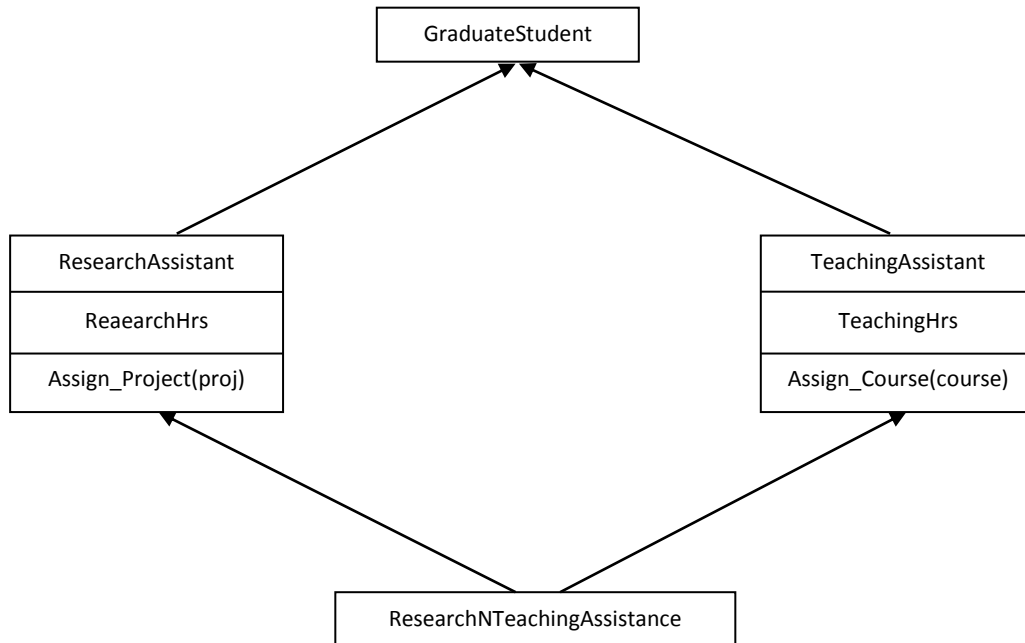 GraduateStudent
ResearchAssistant
ReaearchHrs
Assign_Project(proj)
TeachingAssistant
TeachingHrs
Assign_Course(course)
ResearchNTeachingAssistance